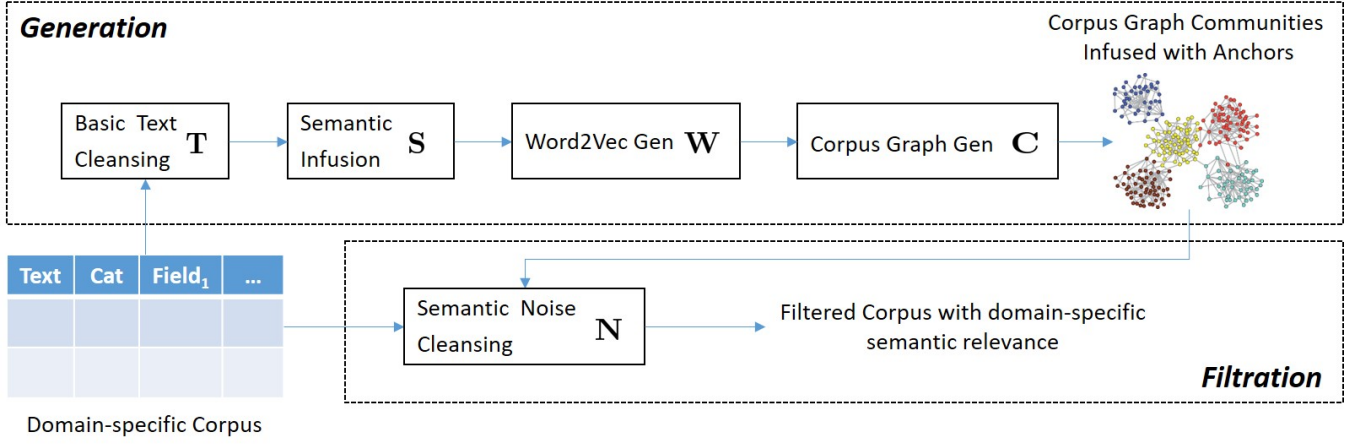 Generation
Corpus Graph Communities
Infused with Anchors
Basic Text
Cleansing
T
Semantic
Infusion
S
Word2Vec Gen W
Corpus Graph Gen C
Text Cat Field₁ ...
Domain-specific Corpus
Semantic Noise
Cleansing
N
Filtered Corpus with domain-specific
semantic relevance
Filtration